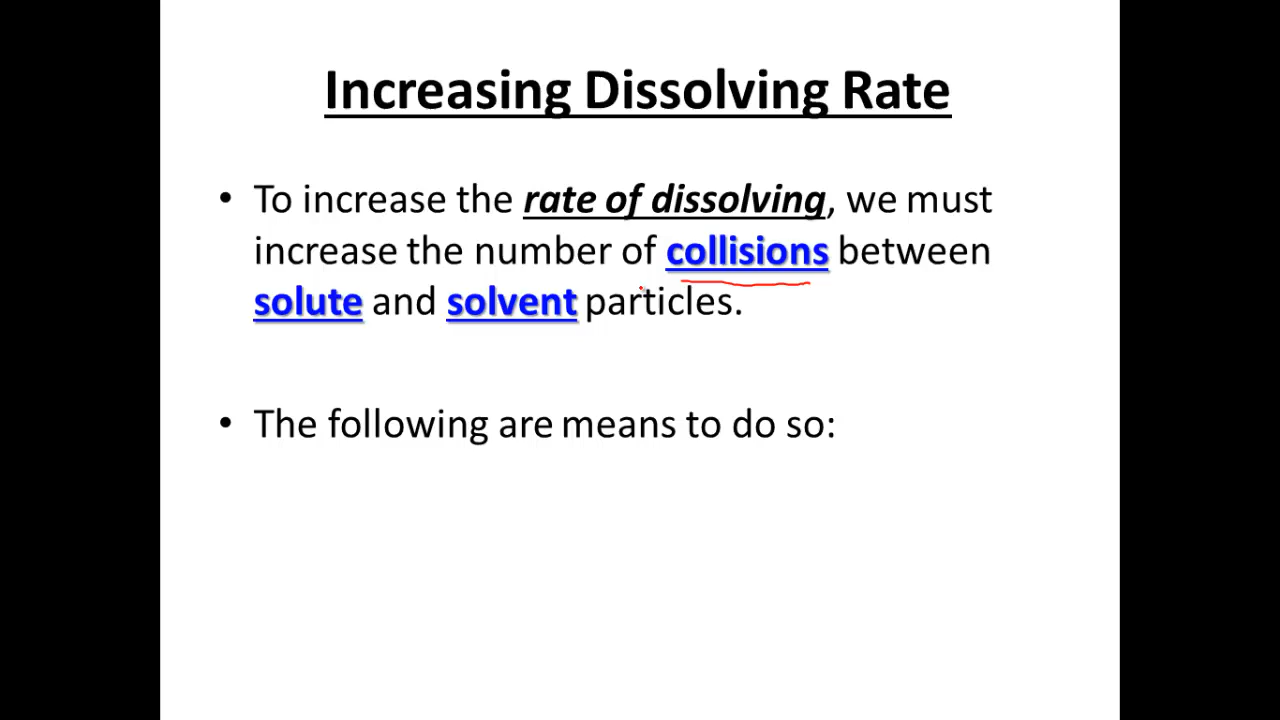 Increasing Dissolving Rate
• To increase the rate of dissolving, we must
increase the number of collisions between
solute and solvent particles.
• The following are means to do so: